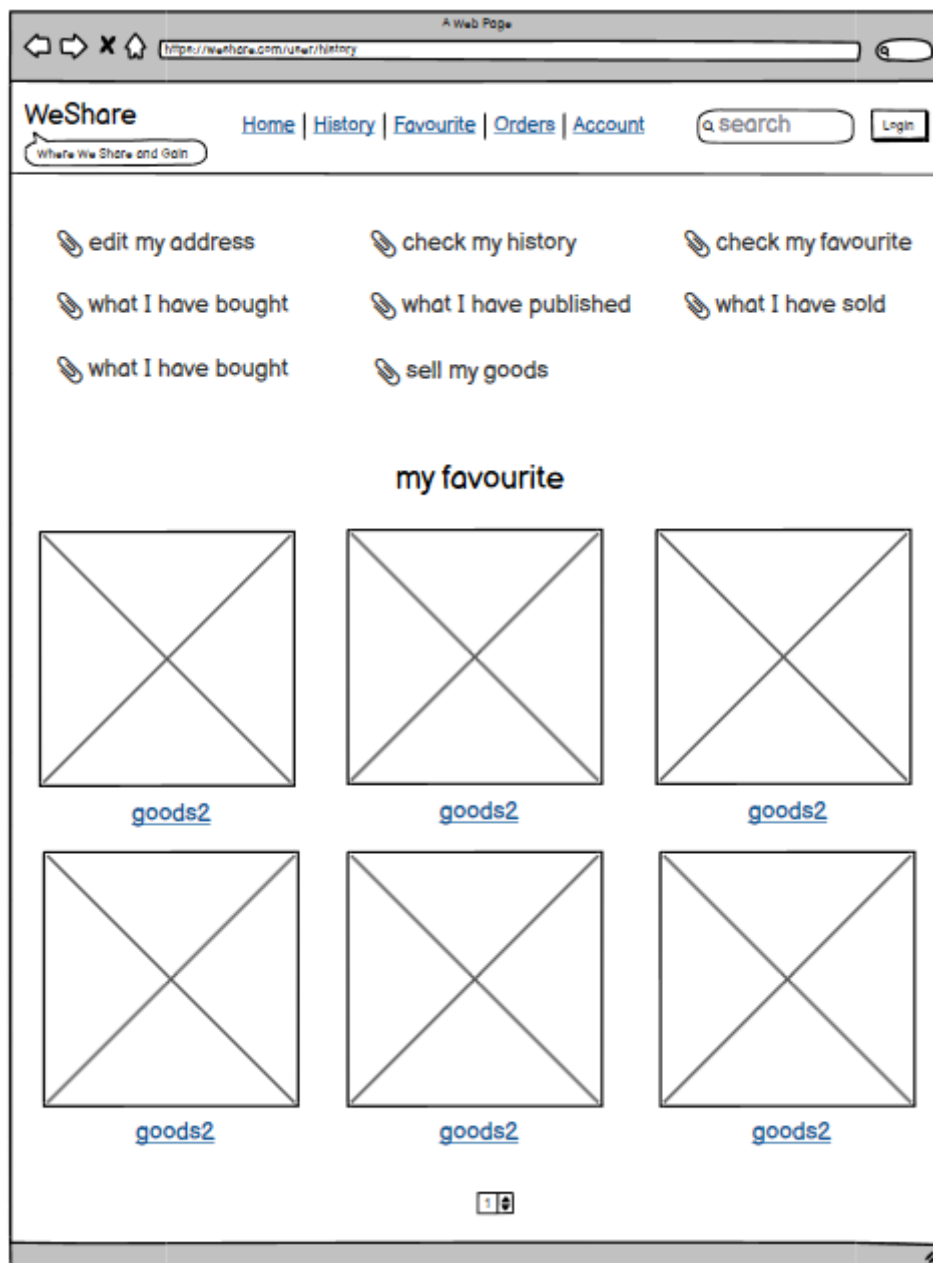 A Web Page
https://weshare.com/user/history
WeShare
Where We Share and Gain
Home | History | Favourite | Orders | Account
search
Login
edit my address
check my history
check my favourite
what I have bought
what I have published
what I have sold
what I have bought
sell my goods
my favourite
goods2
goods2
goods2
goods2
goods2
goods2
1